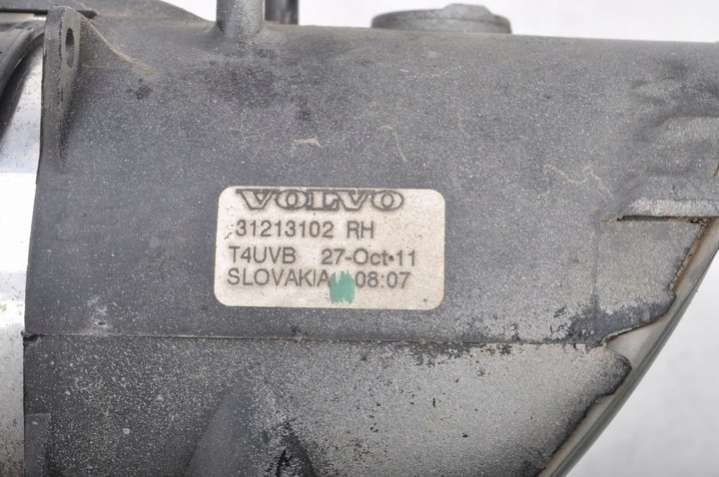 VOLVO
31213102 RH
T4UVB 27-Oct-11
SLOVAKIA 08:07